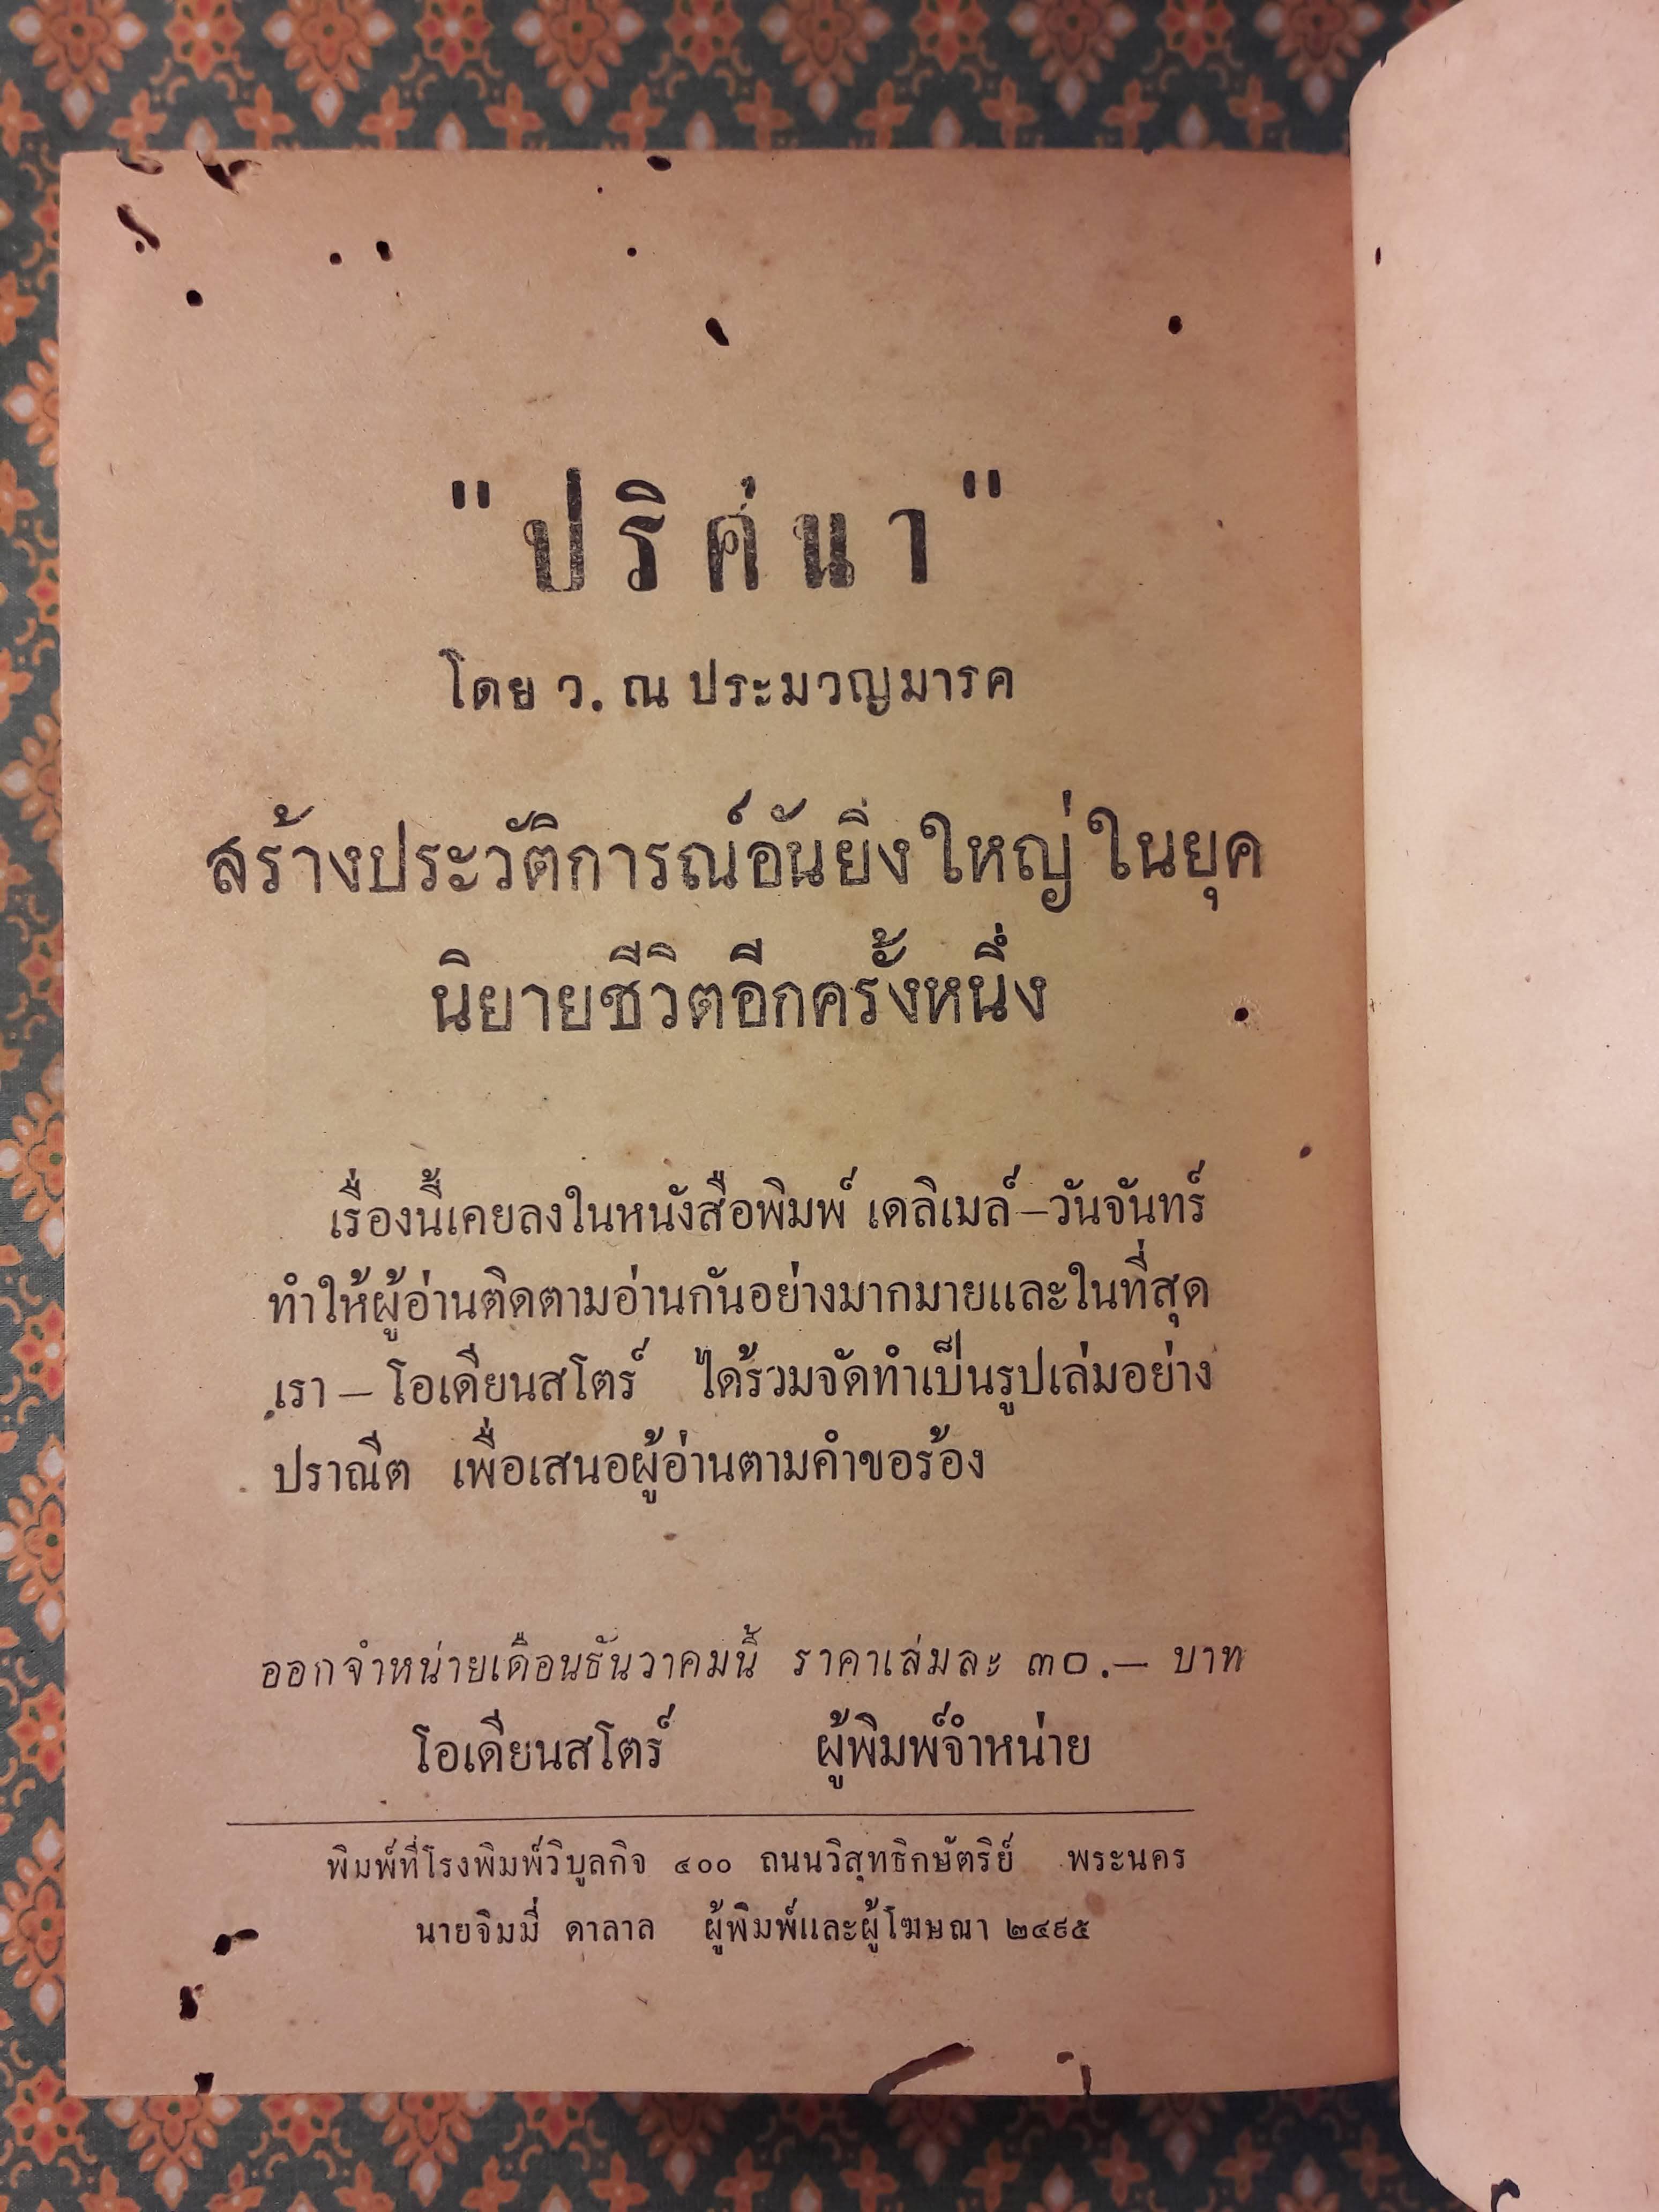 "ปริศนา"
โดย ว. ณ ประมวญมารค
สร้างประวัติการณ์อันยิ่งใหญ่ ในยุค
นิยายชีวิตอีกครั้งหนึ่ง
เรื่องนี้เคยลงในหนังสือพิมพ์ เดลิเมล์–วันจันทร์
ทำให้ผู้อ่านติดตามอ่านกันอย่างมากมายและในที่สุด
เรา – โอเดียนสโตร์ ได้ร้วมจัดทำเป็นรูปเล่มอย่าง
ปราณีต เพื่อเสนอผู้อ่านตามคำขอร้อง
ออกจำหน่ายเดือนธันวาคมนี้ ราคาเล่มละ ๓๐.– บาท
โอเดียนสโตร์ ผู้พิมพ์จำหน่าย
พิมพ์ที่โรงพิมพ์วิบูลกิจ ๔๐๐ ถนนวิสุทธิกษัตริย์ พระนคร
นายจิมมี่ ดาลาล ผู้พิมพ์และผู้โฆษณา ๒๔๙๕